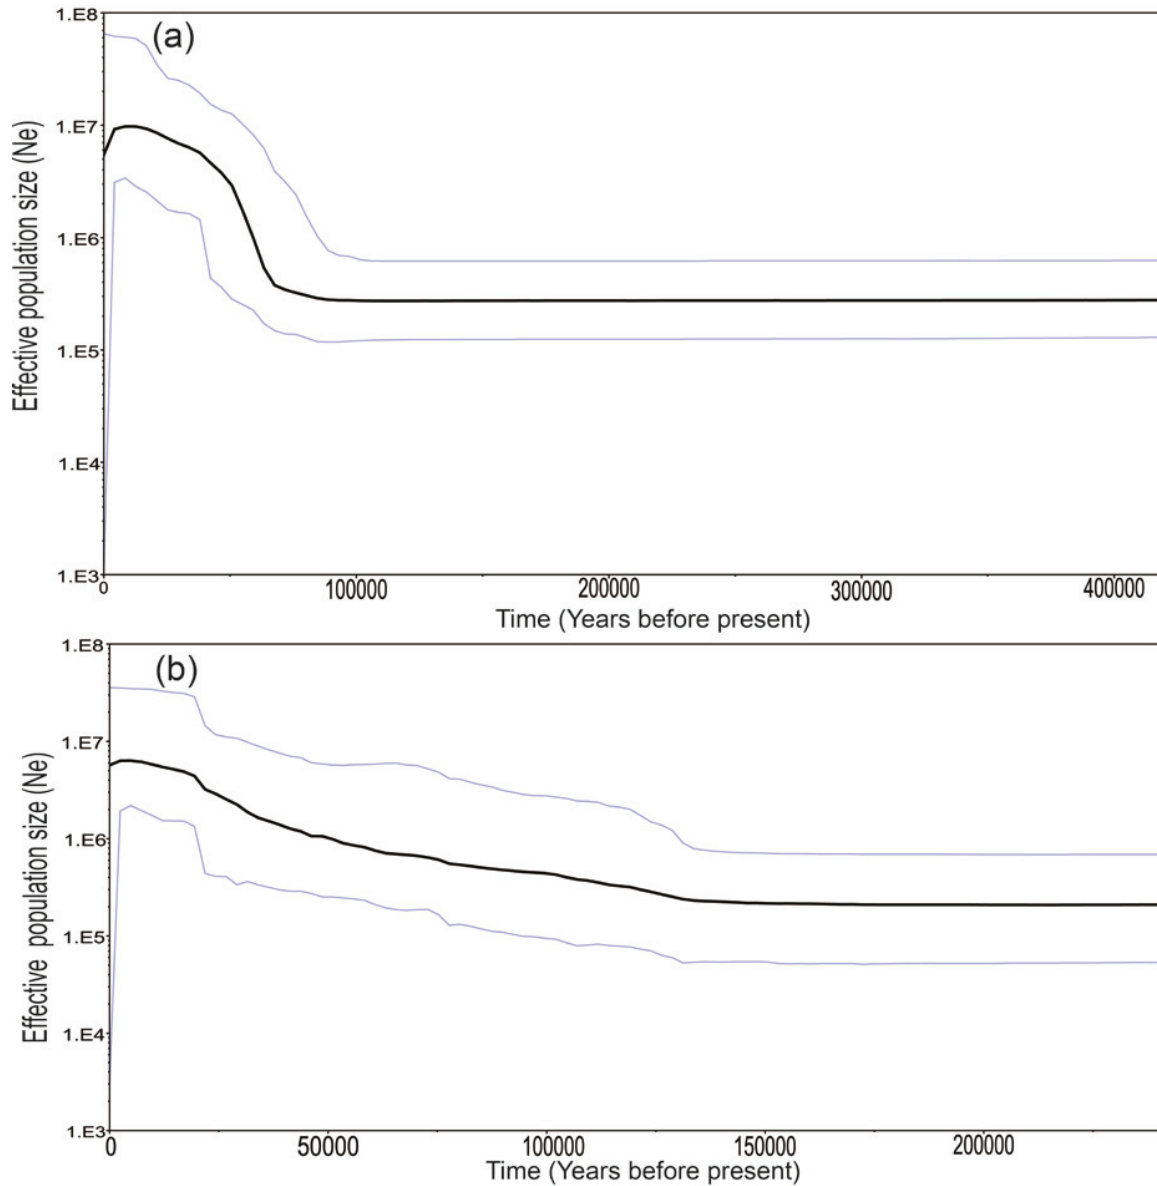 (a)
Effective population size (Ne)
1.E8
1.E7
1.E6
1.E5
1.E4
1.E3
0 100000 200000 300000 400000
Time (Years before present)
(b)
Effective population size (Ne)
1.E8
1.E7
1.E6
1.E5
1.E4
1.E3
0 50000 100000 150000 200000
Time (Years before present)